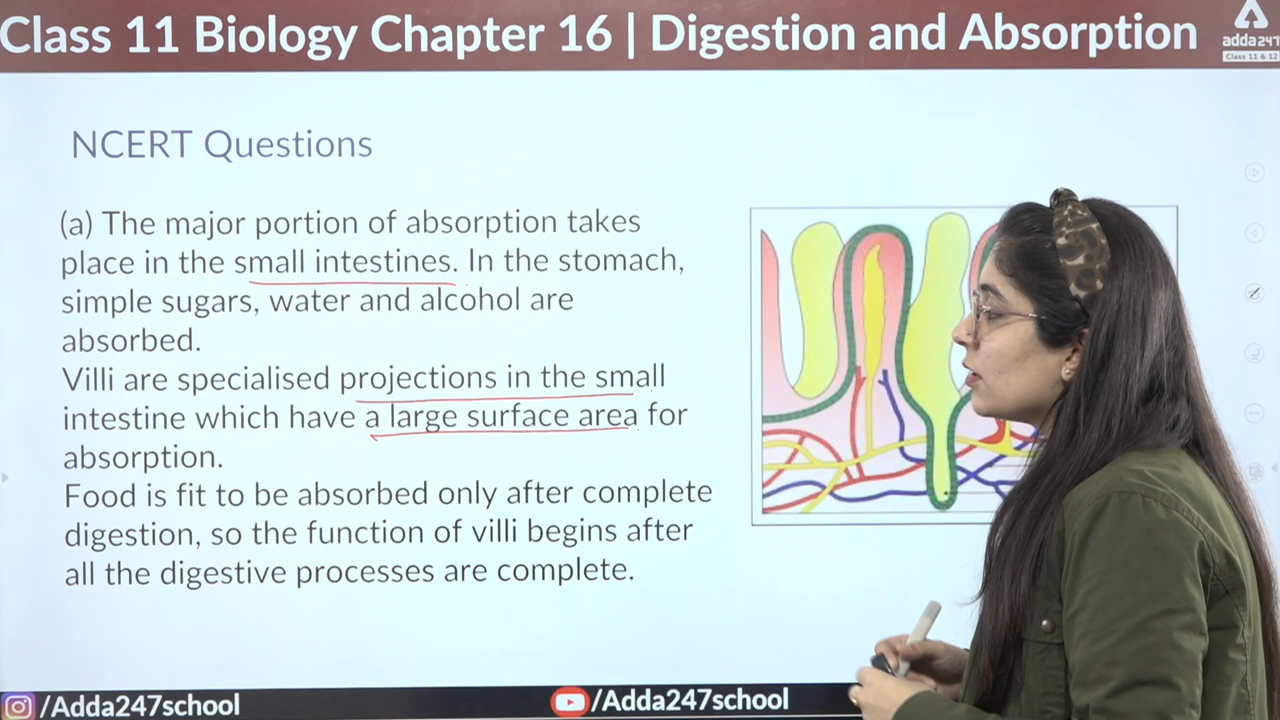 Class 11 Biology Chapter 16 | Digestion and Absorption
adda247
Class 11 & 12
NCERT Questions
(a) The major portion of absorption takes
place in the small intestines. In the stomach,
simple sugars, water and alcohol are
absorbed.
Villi are specialised projections in the small
intestine which have a large surface area for
absorption.
Food is fit to be absorbed only after complete
digestion, so the function of villi begins after
all the digestive processes are complete.
/Adda247school
/Adda247school